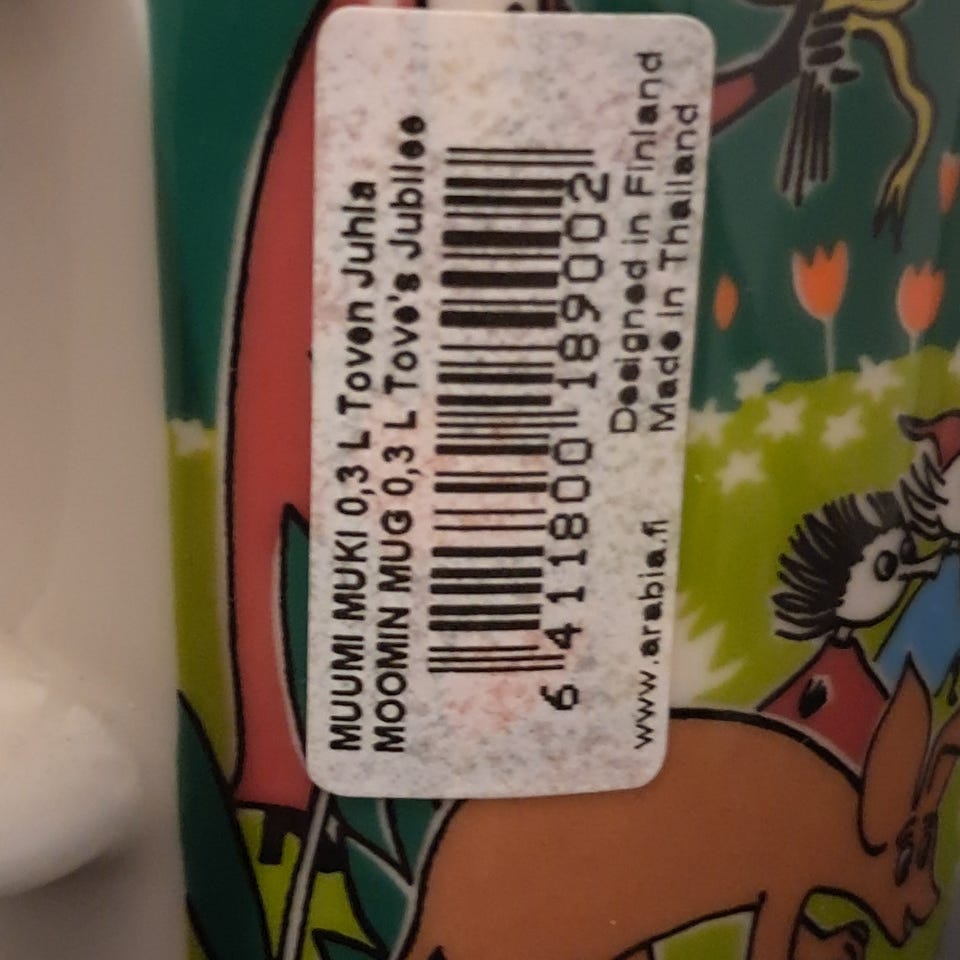 MUUMI MUKI 0,3 L Toven Juhla
MOOMIN MUG 0,3 L Tove's Jubilee
6 411800 189002
Designed in Finland
www.arabia.fi Made in Thailand